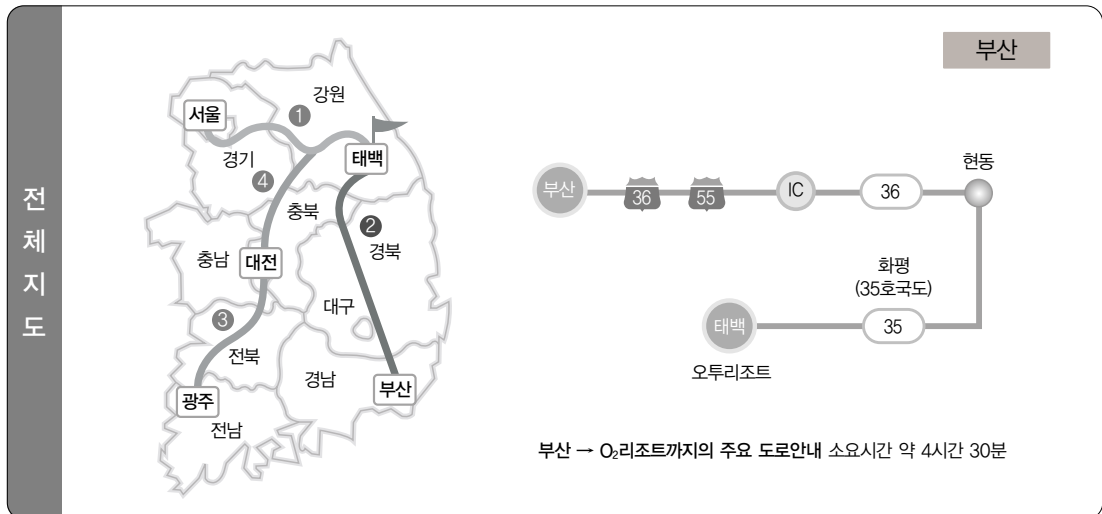 전체지도
부산
서울
강원
1
경기
4
태백
충북
2
경북
충남
대전
대구
3
전북
경남
광주
부산
전남
부산
36
55
IC
36
현동
화평
(35호국도)
35
태백
오투리조트
부산 → O₂리조트까지의 주요 도로안내 소요시간 약 4시간 30분